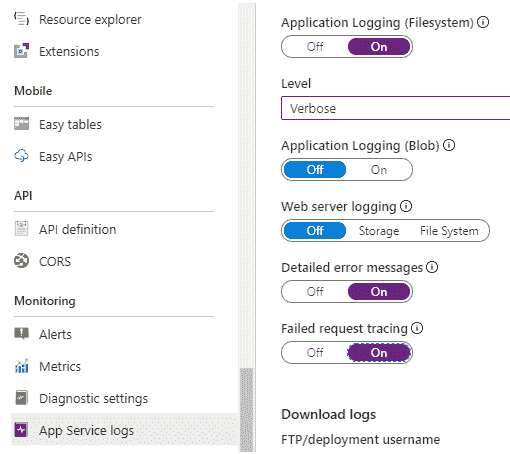 Resource explorer
Extensions
Mobile
Easy tables
Easy APIs
API
API definition
CORS
Monitoring
Alerts
Metrics
Diagnostic settings
App Service logs
Application Logging (Filesystem)
Off On
Level
Verbose
Application Logging (Blob)
Off On
Web server logging
Off Storage File System
Detailed error messages
Off On
Failed request tracing
Off On
Download logs
FTP/deployment username